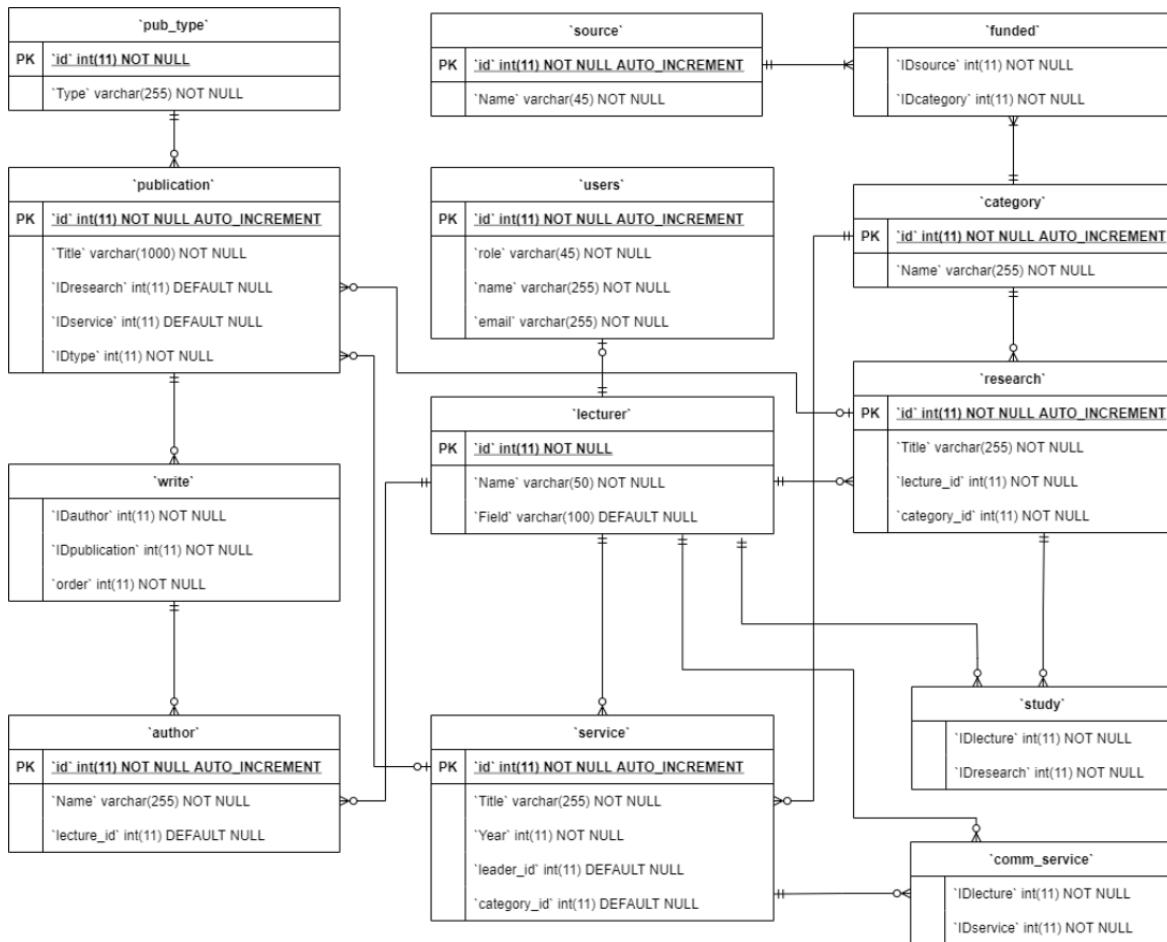 `pub_type`
PK `id` int(11) NOT NULL
`Type` varchar(255) NOT NULL
`source`
PK `id` int(11) NOT NULL AUTO_INCREMENT
`Name` varchar(45) NOT NULL
`funded`
`IDsource` int(11) NOT NULL
`IDcategory` int(11) NOT NULL
`publication`
PK `id` int(11) NOT NULL AUTO_INCREMENT
`Title` varchar(1000) NOT NULL
`IDresearch` int(11) DEFAULT NULL
`IDservice` int(11) DEFAULT NULL
`IDtype` int(11) NOT NULL
`users`
PK `id` int(11) NOT NULL AUTO_INCREMENT
`role` varchar(45) NOT NULL
`name` varchar(255) NOT NULL
`email` varchar(255) NOT NULL
`category`
PK `id` int(11) NOT NULL AUTO_INCREMENT
`Name` varchar(255) NOT NULL
`research`
PK `id` int(11) NOT NULL AUTO_INCREMENT
`Title` varchar(255) NOT NULL
`lecture_id` int(11) NOT NULL
`category_id` int(11) NOT NULL
`lecturer`
PK `id` int(11) NOT NULL
`Name` varchar(50) NOT NULL
`Field` varchar(100) DEFAULT NULL
`write`
`IDauthor` int(11) NOT NULL
`IDpublication` int(11) NOT NULL
`order` int(11) NOT NULL
`author`
PK `id` int(11) NOT NULL AUTO_INCREMENT
`Name` varchar(255) NOT NULL
`lecture_id` int(11) DEFAULT NULL
`service`
PK `id` int(11) NOT NULL AUTO_INCREMENT
`Title` varchar(255) NOT NULL
`Year` int(11) NOT NULL
`leader_id` int(11) DEFAULT NULL
`category_id` int(11) DEFAULT NULL
`study`
`IDlecture` int(11) NOT NULL
`IDresearch` int(11) NOT NULL
`comm_service`
`IDlecture` int(11) NOT NULL
`IDservice` int(11) NOT NULL